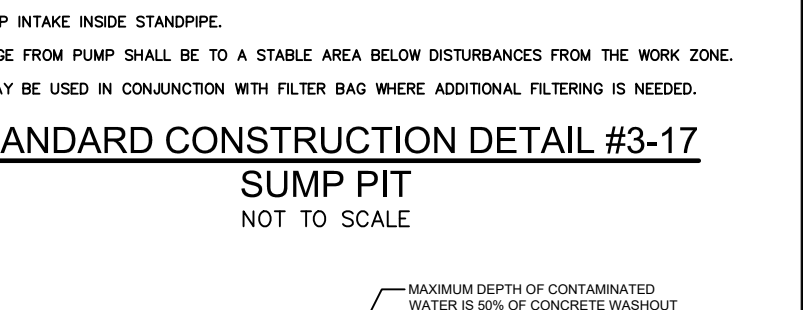 P INTAKE INSIDE STANDPIPE.
GE FROM PUMP SHALL BE TO A STABLE AREA BELOW DISTURBANCES FROM THE WORK ZONE.
AY BE USED IN CONJUNCTION WITH FILTER BAG WHERE ADDITIONAL FILTERING IS NEEDED.
ANDARD CONSTRUCTION DETAIL #3-17
SUMP PIT
NOT TO SCALE
MAXIMUM DEPTH OF CONTAMINATED
WATER IS 50% OF CONCRETE WASHOUT